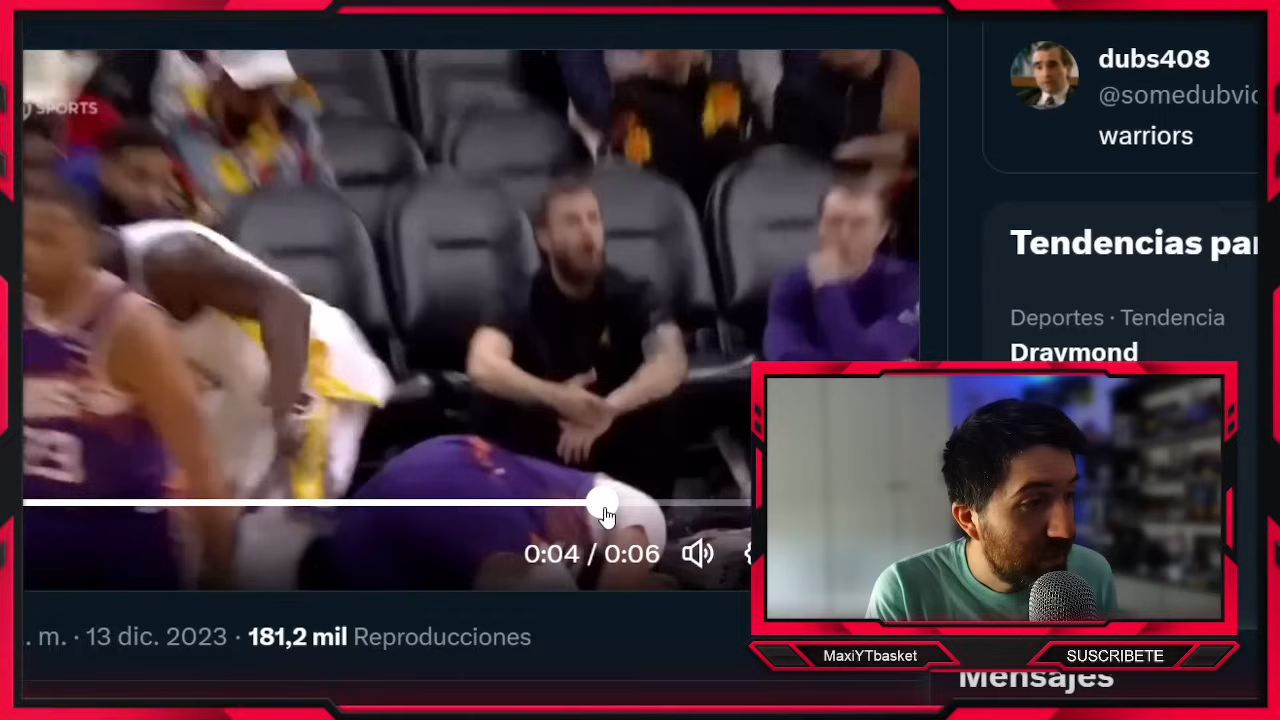 SPORTS
dubs408
@somedubvi
warriors
Tendencias par
Deportes · Tendencia
Draymond
0:04 / 0:06
. m. · 13 dic. 2023 · 181,2 mil Reproducciones
MaxiYTbasket
SUSCRIBETE
Mensajes